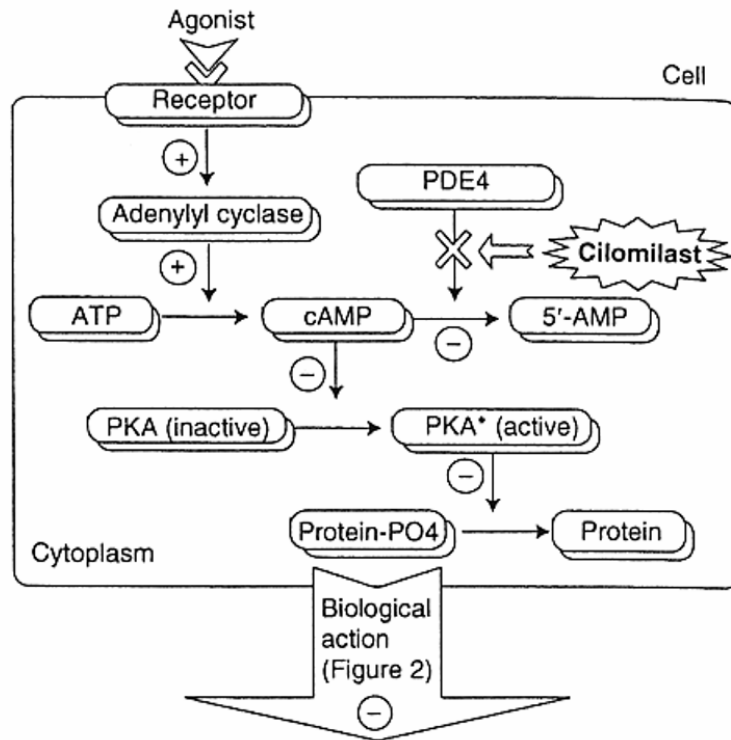 Agonist
Cell
Receptor
+
PDE4
Adenylyl cyclase
Cilomilast
+
ATP
cAMP
5′-AMP
−
−
PKA (inactive)
PKA* (active)
−
Protein-PO4
Protein
Cytoplasm
Biological
action
(Figure 2)
−